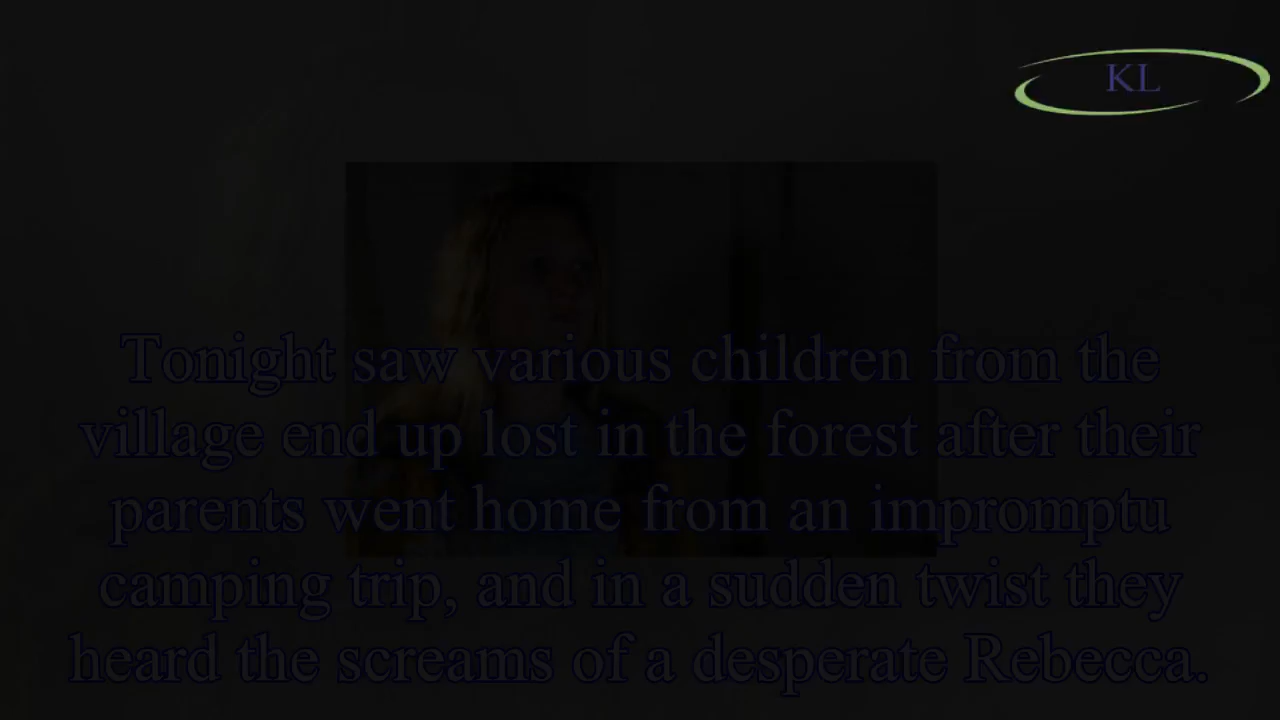 KL
Tonight saw various children from the
village end up lost in the forest after their
parents went home from an impromptu
camping trip, and in a sudden twist they
heard the screams of a desperate Rebecca.